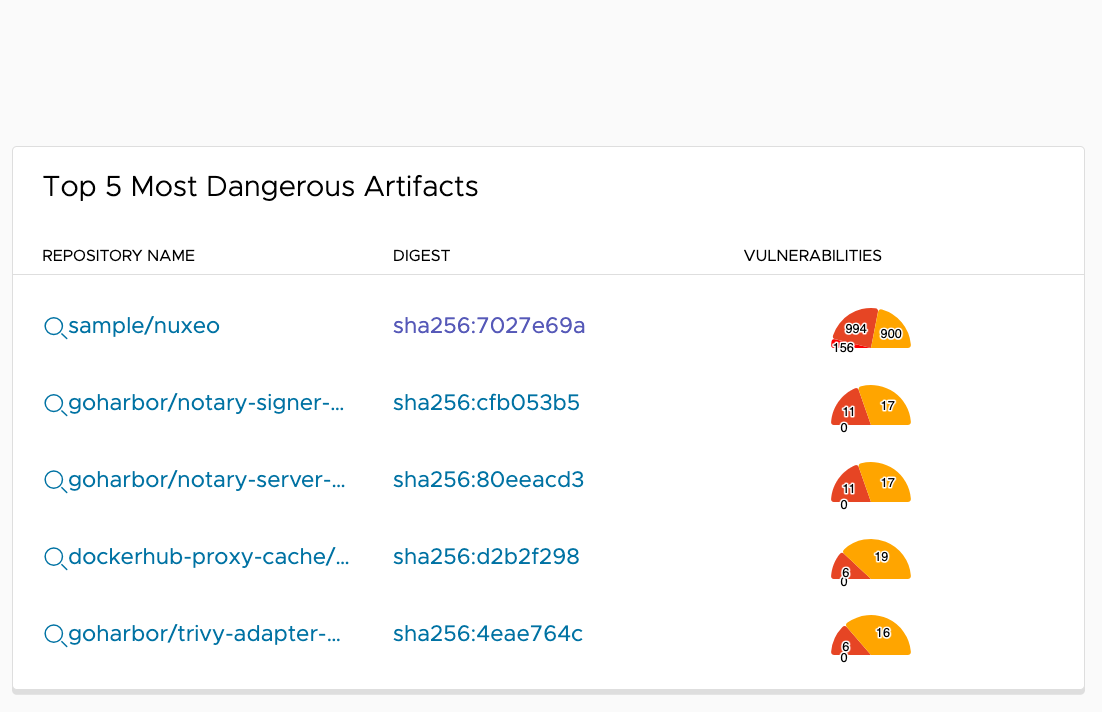 Top 5 Most Dangerous Artifacts
REPOSITORY NAME DIGEST VULNERABILITIES
sample/nuxeo sha256:7027e69a 994 900 156
goharbor/notary-signer-... sha256:cfb053b5 11 17 0
goharbor/notary-server-... sha256:80eeacd3 11 17 0
dockerhub-proxy-cache/... sha256:d2b2f298 6 19 0
goharbor/trivy-adapter-... sha256:4eae764c 6 16 0